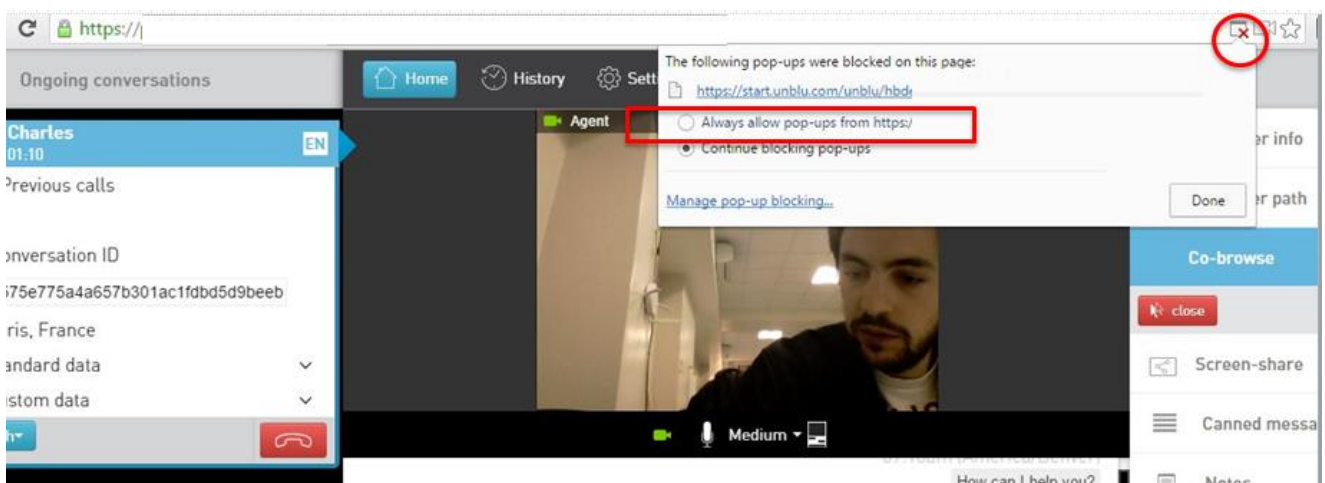 https://
Ongoing conversations
Home
History
Sett
Agent
The following pop-ups were blocked on this page:
https://start.unblu.com/unblu/hbd
Always allow pop-ups from https:/
Continue blocking pop-ups
Manage pop-up blocking...
Done
Charles
01:10
EN
Previous calls
onversation ID
575e775a4a657b301ac1fdbd5d9beeb
ris, France
andard data
stom data
er info
er path
Co-browse
close
Screen-share
Canned messa
Notes
Medium
How can I help you?